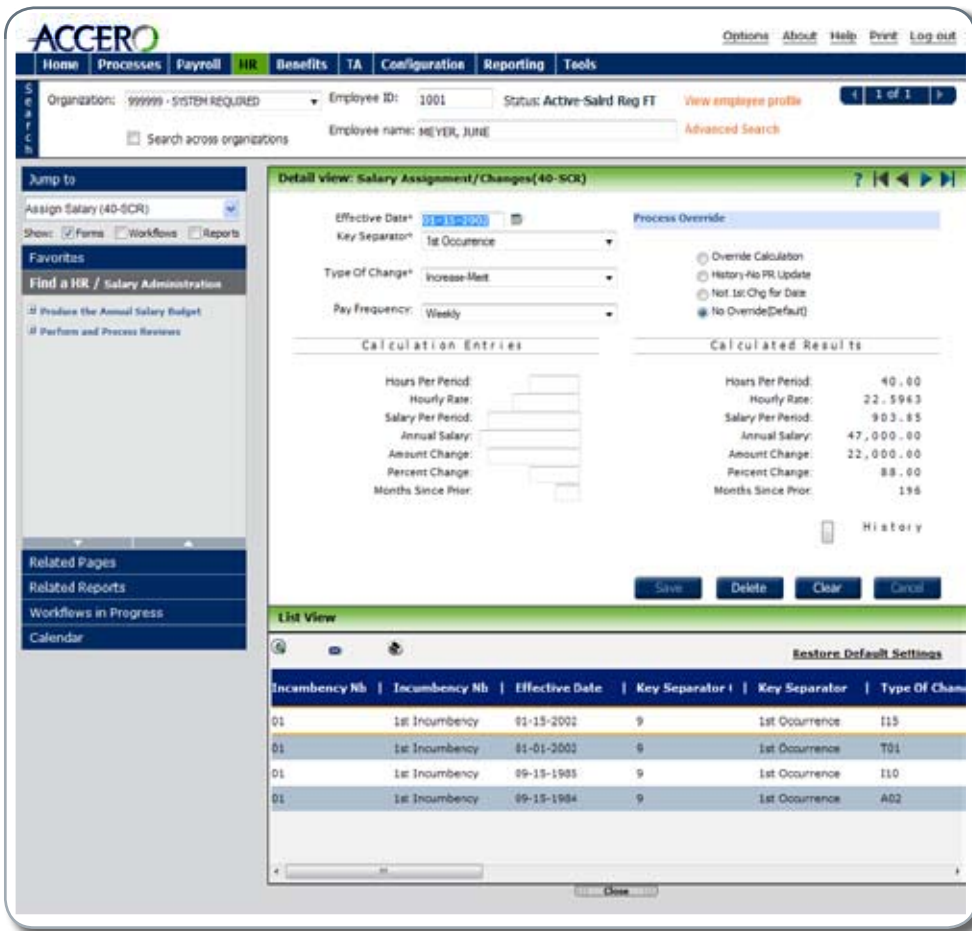 ACCERO
Options About Help Print Log out
Home Processes Payroll HR Benefits TA Configuration Reporting Tools
Search
Organization: 999999 - SYSTEM REQUIRED Employee ID: 1001 Status: Active-Salrd Reg FT View employee profile 1 of 1
Search across organizations Employee name: MEYER, JUNE Advanced Search
Jump to
Assign Salary (40-SCR)
Show: Forms Workflows Reports
Favorites
Find a HR / Salary Administration
Produce the Annual Salary Budget
Perform and Process Reviews
Related Pages
Related Reports
Workflows in Progress
Calendar
Detail view: Salary Assignment/Changes(40-SCR) ?
Effective Date* 01-15-2002
Key Separator* 1st Occurrence
Type Of Change* Increase-Merit
Pay Frequency: Weekly
Process Override
Override Calculation
History-No PR Update
Not 1st Chg for Date
No Override(Default)
Calculation Entries
Hours Per Period:
Hourly Rate:
Salary Per Period:
Annual Salary:
Amount Change:
Percent Change:
Months Since Prior:
Calculated Results
Hours Per Period: 40.00
Hourly Rate: 22.5963
Salary Per Period: 903.85
Annual Salary: 47,000.00
Amount Change: 22,000.00
Percent Change: 88.00
Months Since Prior: 196
History
Save Delete Clear Cancel
List View
Restore Default Settings
Incumbency Nb | Incumbency Nb | Effective Date | Key Separator | Key Separator | Type Of Chan
01 1st Incumbency 01-15-2002 9 1st Occurrence I15
01 1st Incumbency 01-01-2002 9 1st Occurrence T01
01 1st Incumbency 09-15-1985 9 1st Occurrence I10
01 1st Incumbency 09-15-1984 9 1st Occurrence A02
Close